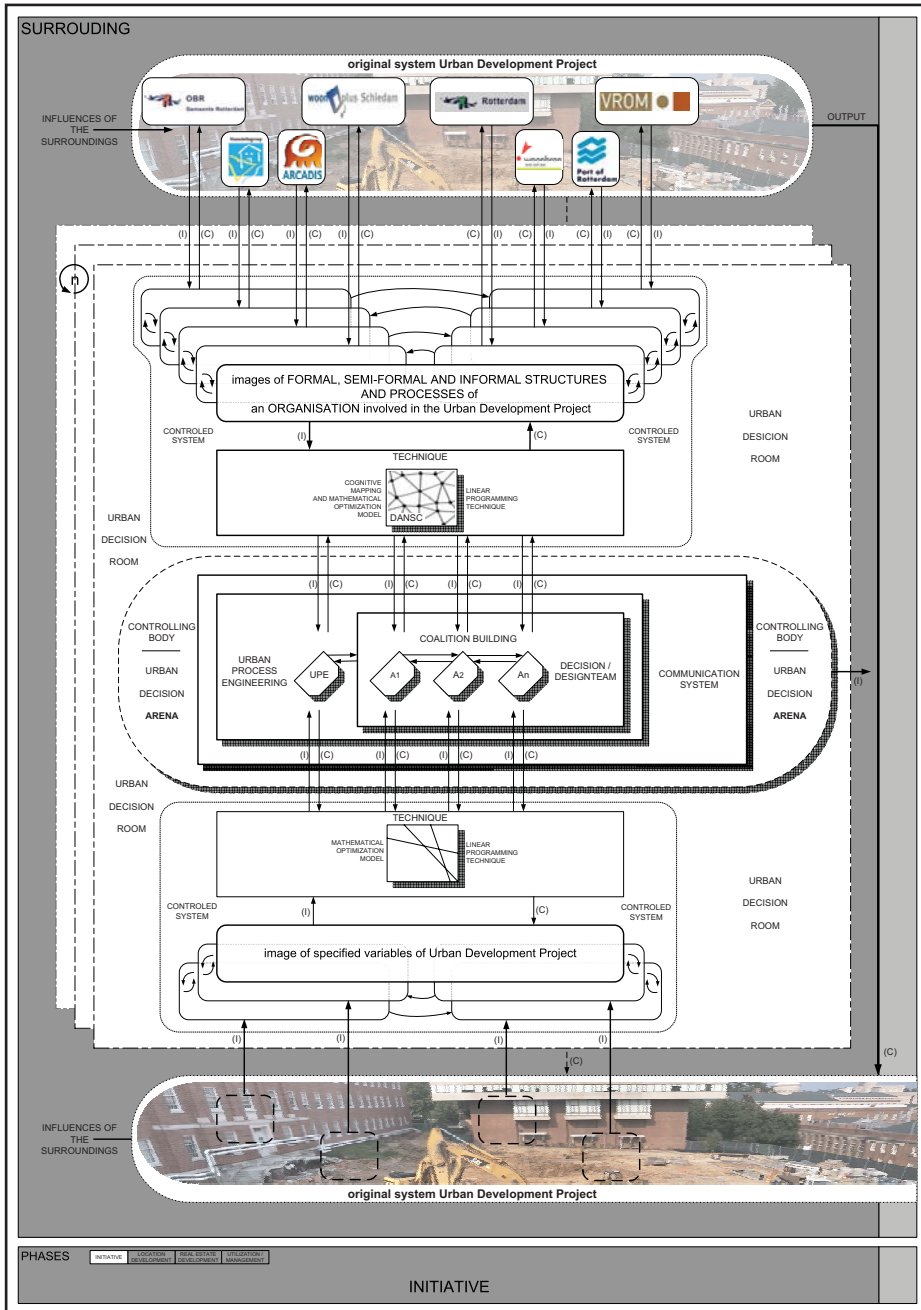 SURROUDING
original system Urban Development Project
OBR
Gemeente Rotterdam
woon plus Schiedam
Rotterdam
VROM
INFLUENCES OF
THE
SURROUNDINGS
OUTPUT
ARCADIS
Port of
Rotterdam
(I) (C) (I) (C) (I) (C) (I) (C) (C) (I) (C) (I) (C) (I) (C) (I)
n
images of FORMAL, SEMI-FORMAL AND INFORMAL STRUCTURES
AND PROCESSES of
an ORGANISATION involved in the Urban Development Project
CONTROLED
SYSTEM
(I)
(C)
CONTROLED
SYSTEM
URBAN
DESICION
ROOM
TECHNIQUE
COGNITIVE
MAPPING
AND MATHEMATICAL
OPTIMIZATION
MODEL
DANSC
LINEAR
PROGRAMMING
TECHNIQUE
URBAN
DECISION
ROOM
(I) (C) (I) (C) (I) (C) (I) (C)
CONTROLLING
BODY
URBAN
DECISION
ARENA
URBAN
PROCESS
ENGINEERING
COALITION BUILDING
UPE
A1
A2
An
DECISION /
DESIGNTEAM
COMMUNICATION
SYSTEM
CONTROLLING
BODY
URBAN
DECISION
ARENA
(I)
(I) (C) (I) (C) (I) (C) (I) (C)
URBAN
DECISION
ROOM
TECHNIQUE
MATHEMATICAL
OPTIMIZATION
MODEL
LINEAR
PROGRAMMING
TECHNIQUE
URBAN
DECISION
ROOM
CONTROLED
SYSTEM
(I)
(C)
CONTROLED
SYSTEM
image of specified variables of Urban Development Project
(I) (I) (I) (I)
(C)
(C)
INFLUENCES OF
THE
SURROUNDINGS
original system Urban Development Project
PHASES
INITIATIVE
LOCATION
DEVELOPMENT
REAL ESTATE
DEVELOPMENT
UTILIZATION /
MANAGEMENT
INITIATIVE